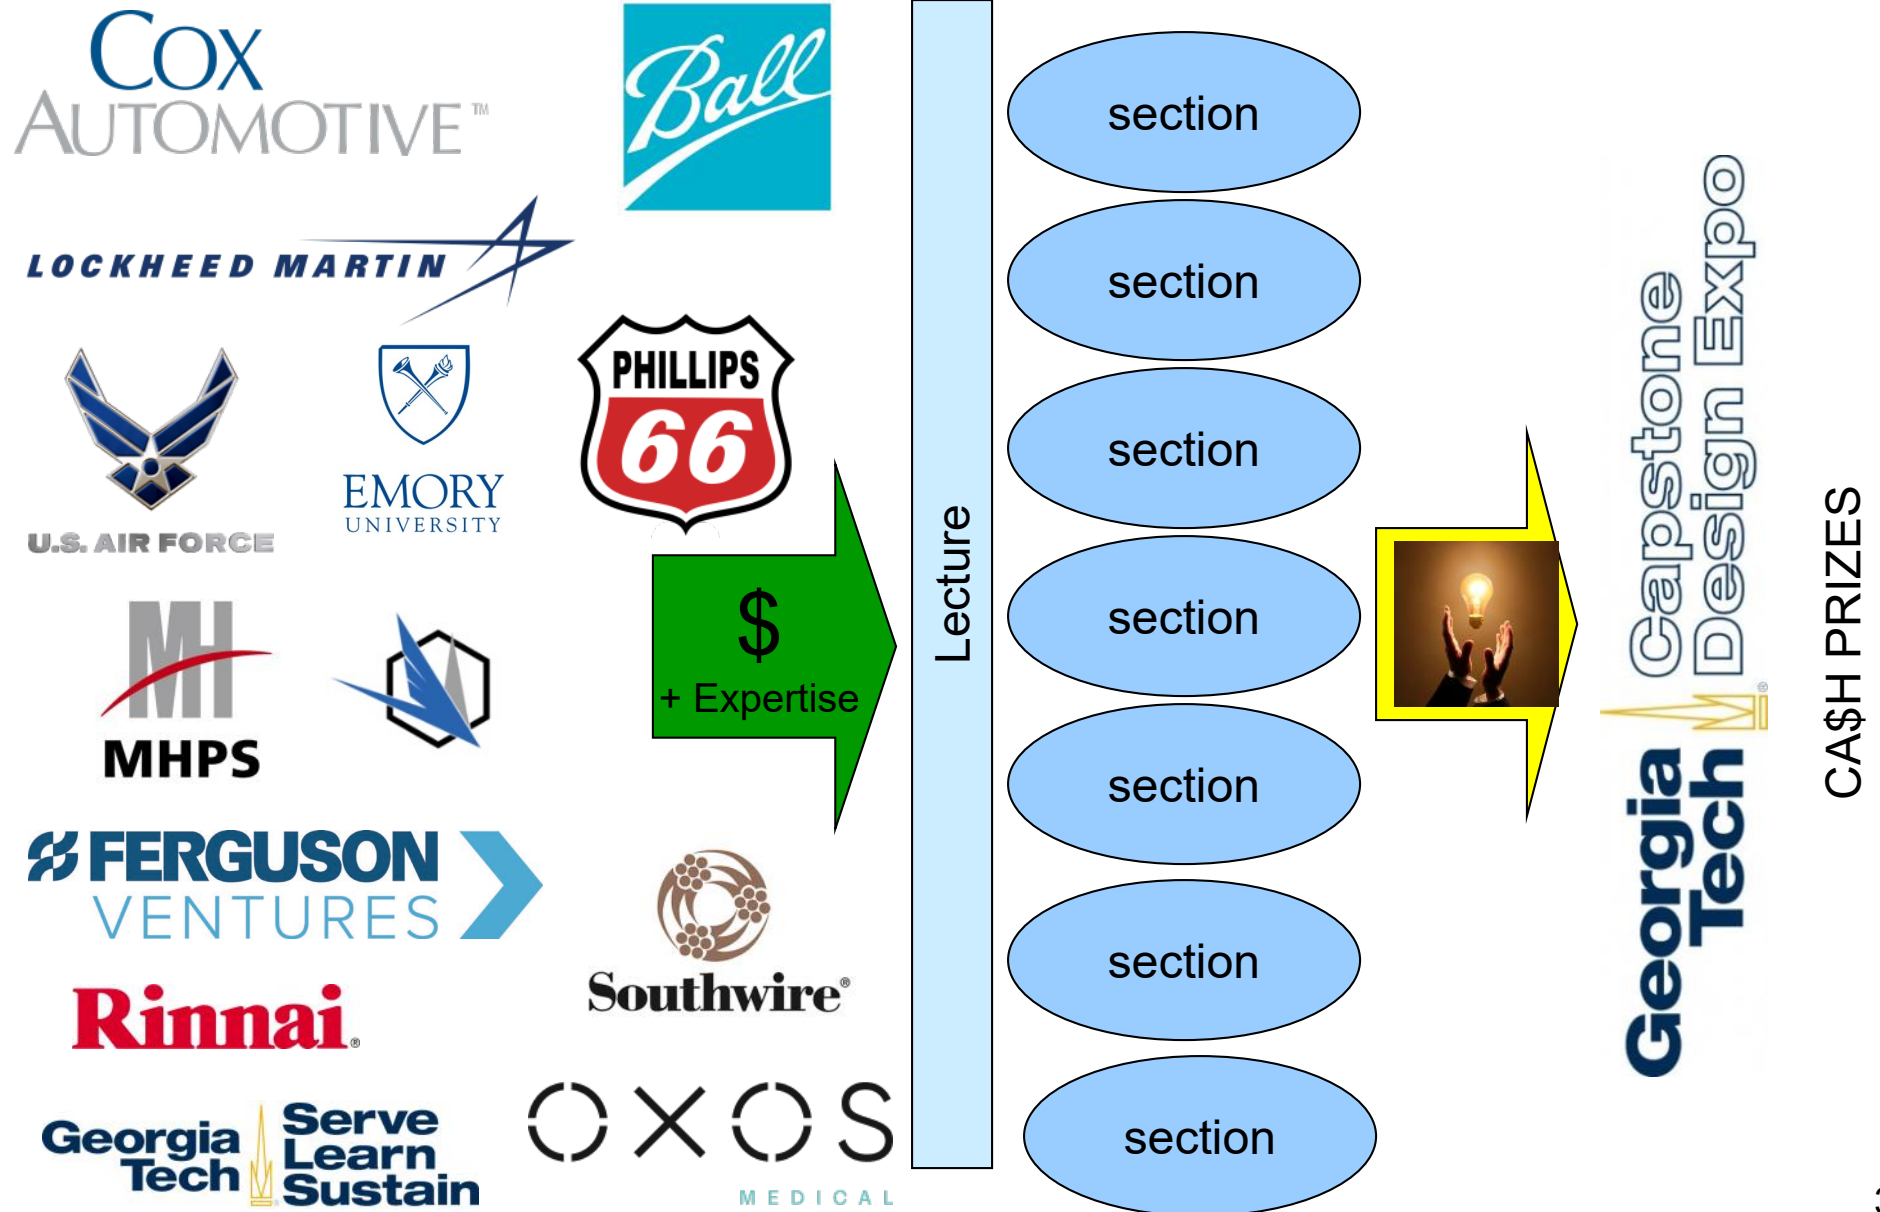 COX
AUTOMOTIVE™
Ball
LOCKHEED MARTIN
U.S. AIR FORCE
EMORY
UNIVERSITY
PHILLIPS
66
MHPS
FERGUSON
VENTURES
Rinnai®
Southwire®
Georgia
Tech
Serve
Learn
Sustain
OXOS
MEDICAL
$
+ Expertise
Lecture
section
section
section
section
section
section
section
Georgia
Tech
Capstone
Design Expo
CA$H PRIZES